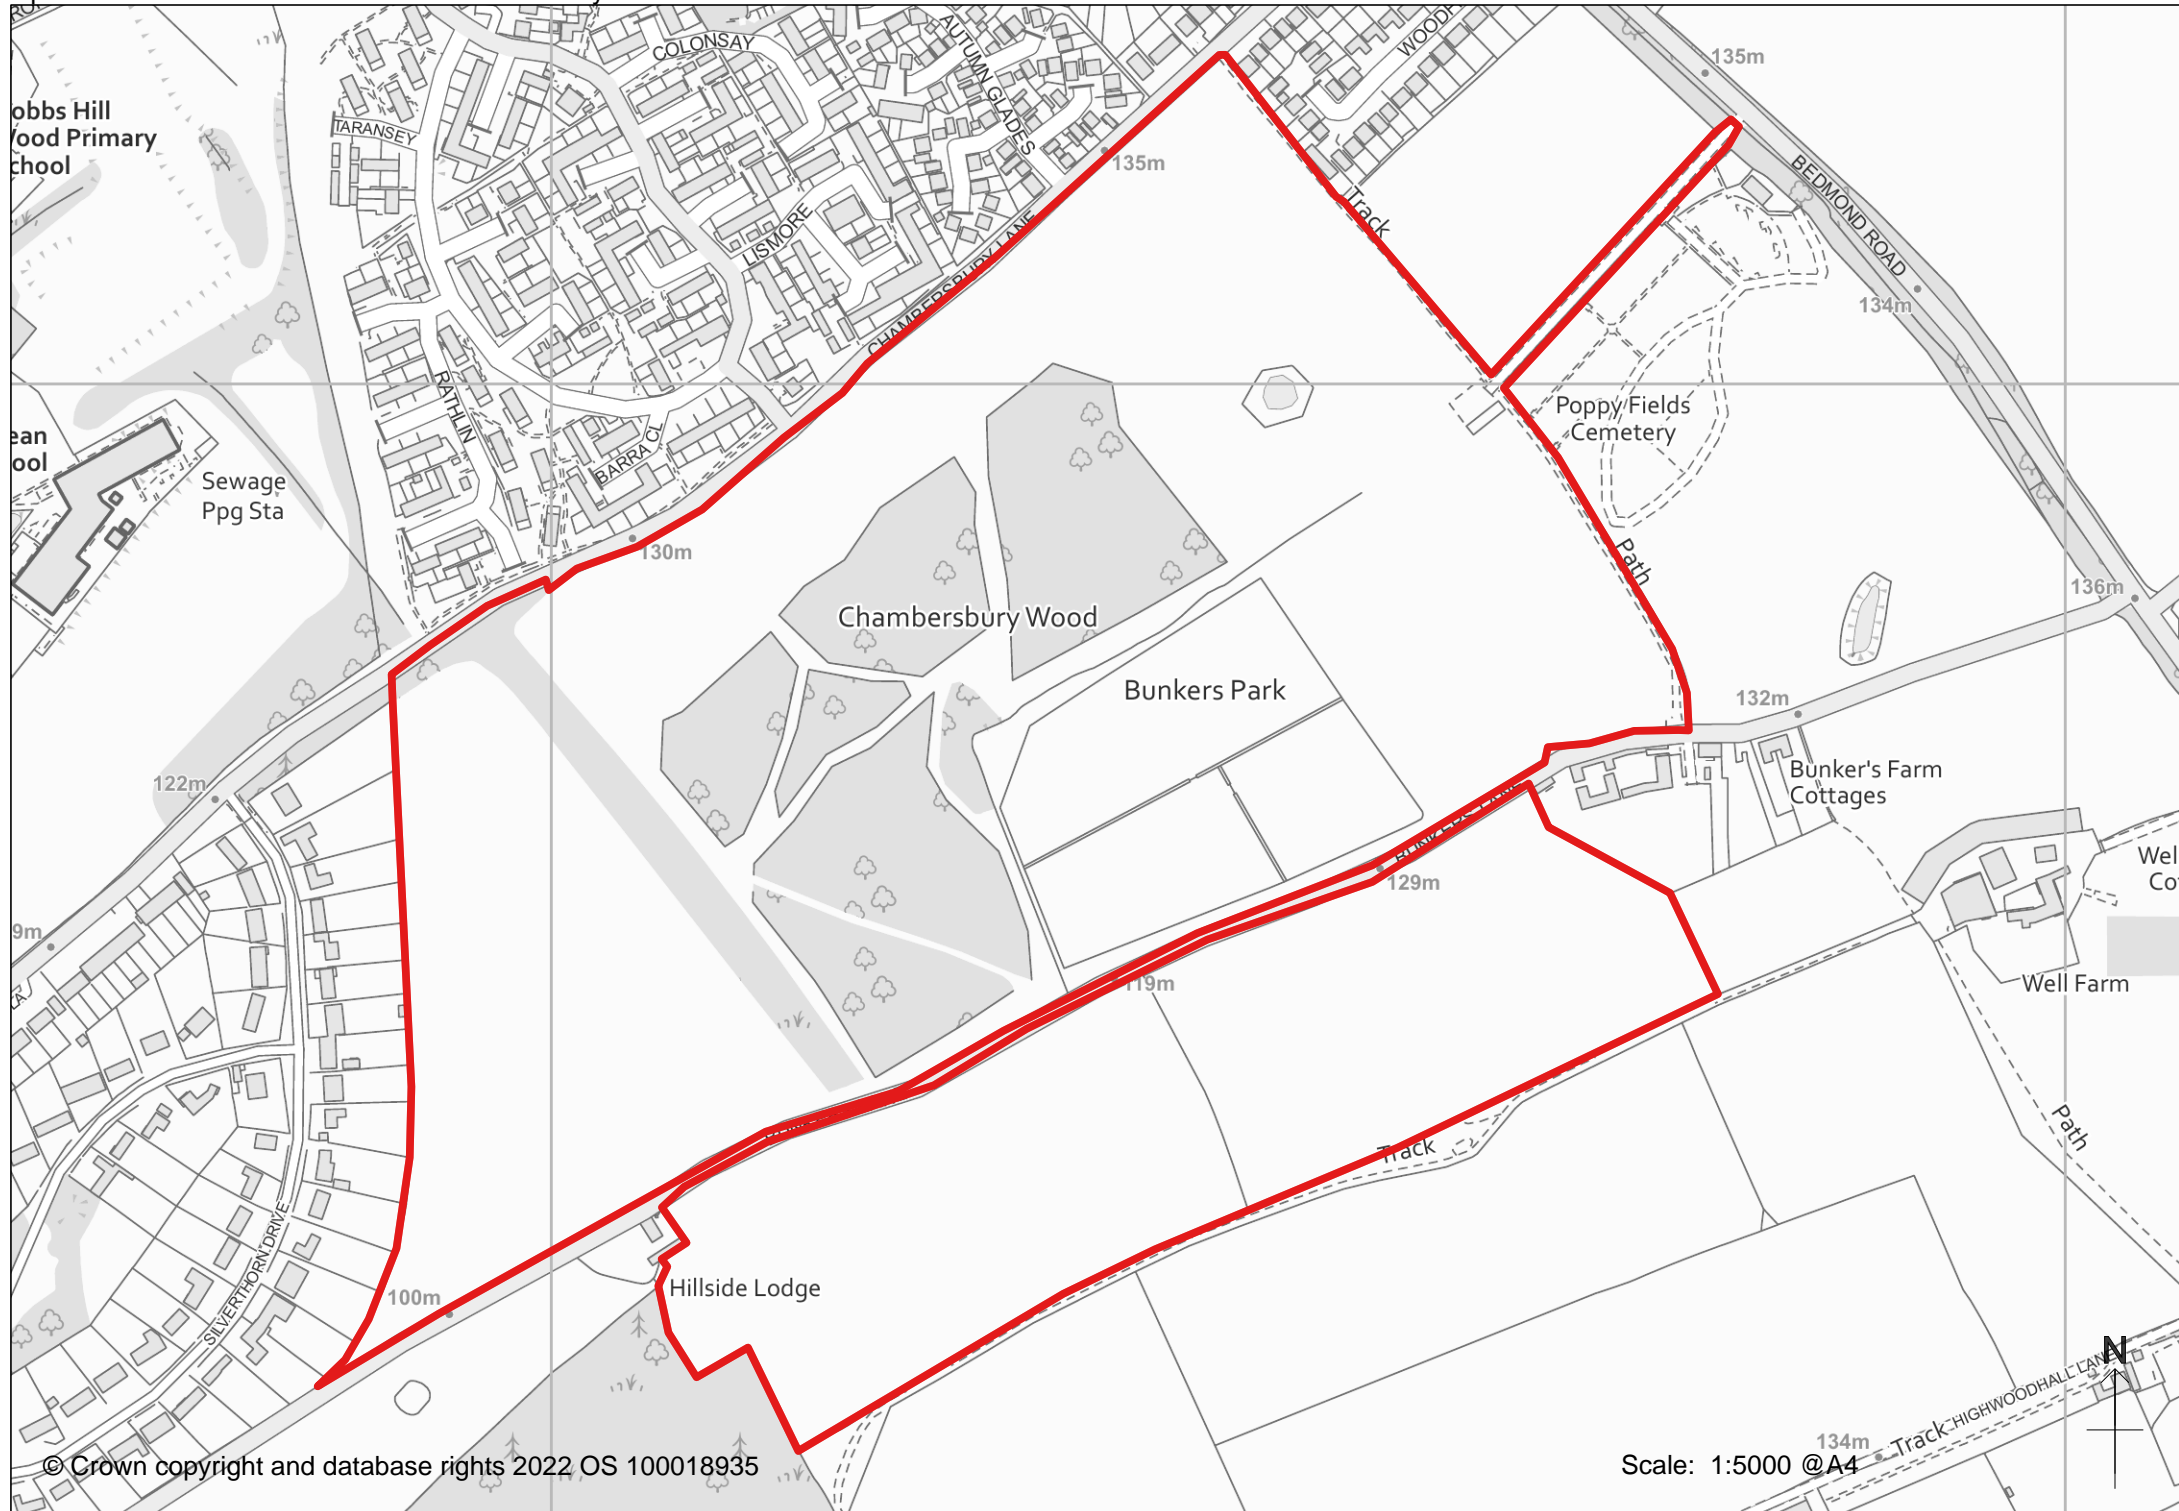 COLONSAY
AUTUMN GLADES
135m
obbs Hill
Wood Primary
chool
TARANSEY
135m
Track
BEDMOND ROAD
LISMORE
CHAMBERSBURY LANE
134m
RATHLIN
BARRA CL
Poppy Fields
Cemetery
ean
ool
Sewage
Ppg Sta
130m
Path
136m
Chambersbury Wood
Bunkers Park
132m
122m
Bunker's Farm
Cottages
BUNKERS LANE
129m
Wel
Co
9m
119m
Well Farm
Path
Track
SILVERTHORN DRIVE
Hillside Lodge
100m
N
HIGHWOODHALL LANE
Track
134m
© Crown copyright and database rights 2022 OS 100018935
Scale: 1:5000 @A4